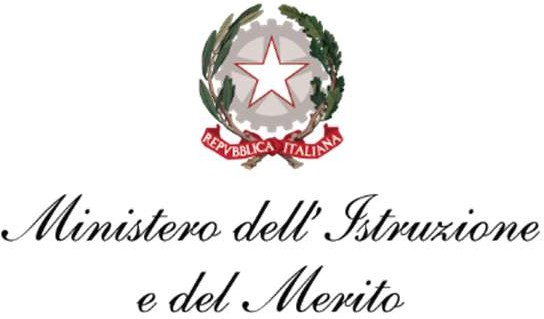 REPVBBLICA ITALIANA
Ministero dell'Istruzione
e del Merito